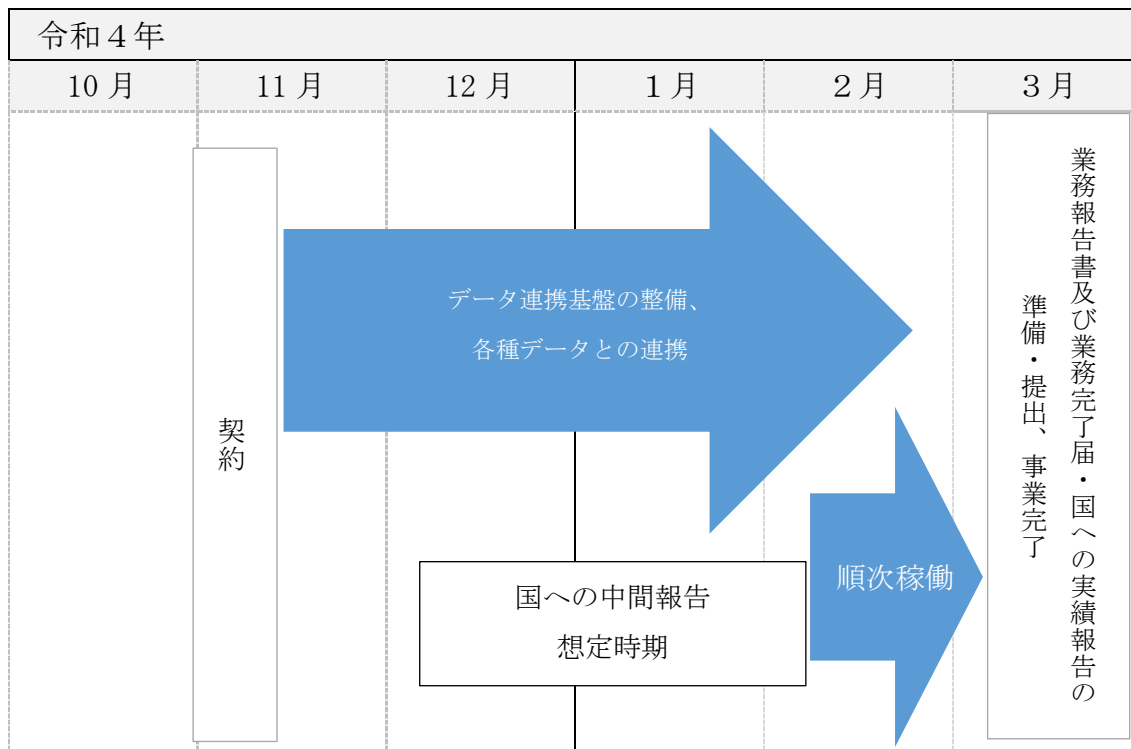 令和４年
10 月
11 月
12 月
１月
２月
３月
契約
データ連携基盤の整備、
各種データとの連携
国への中間報告
想定時期
順次稼働
業務報告書及び業務完了届・国への実績報告の
準備・提出、事業完了